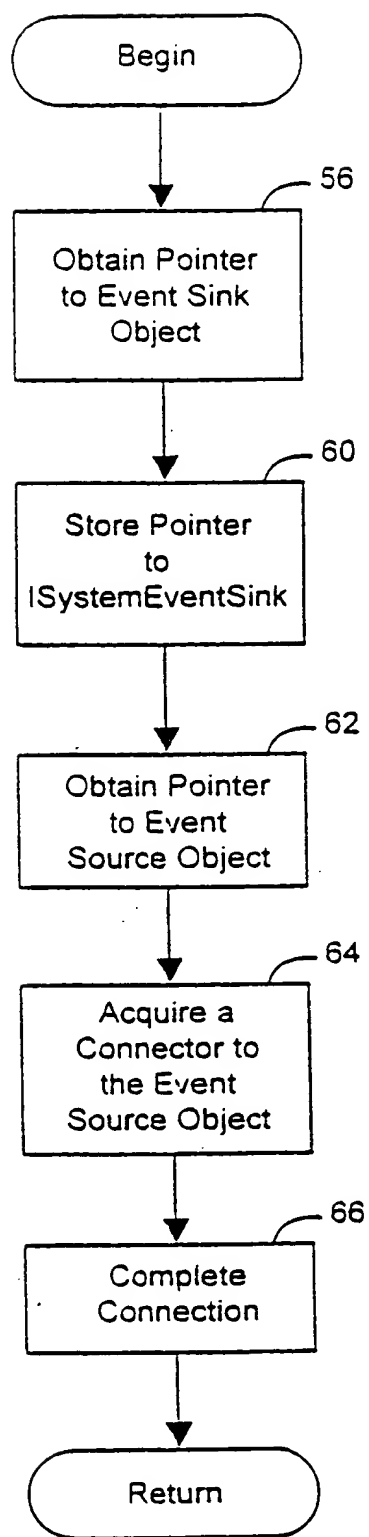 Begin
56
Obtain Pointer
to Event Sink
Object
60
Store Pointer
to
ISystemEventSink
62
Obtain Pointer
to Event
Source Object
64
Acquire a
Connector to
the Event
Source Object
66
Complete
Connection
Return